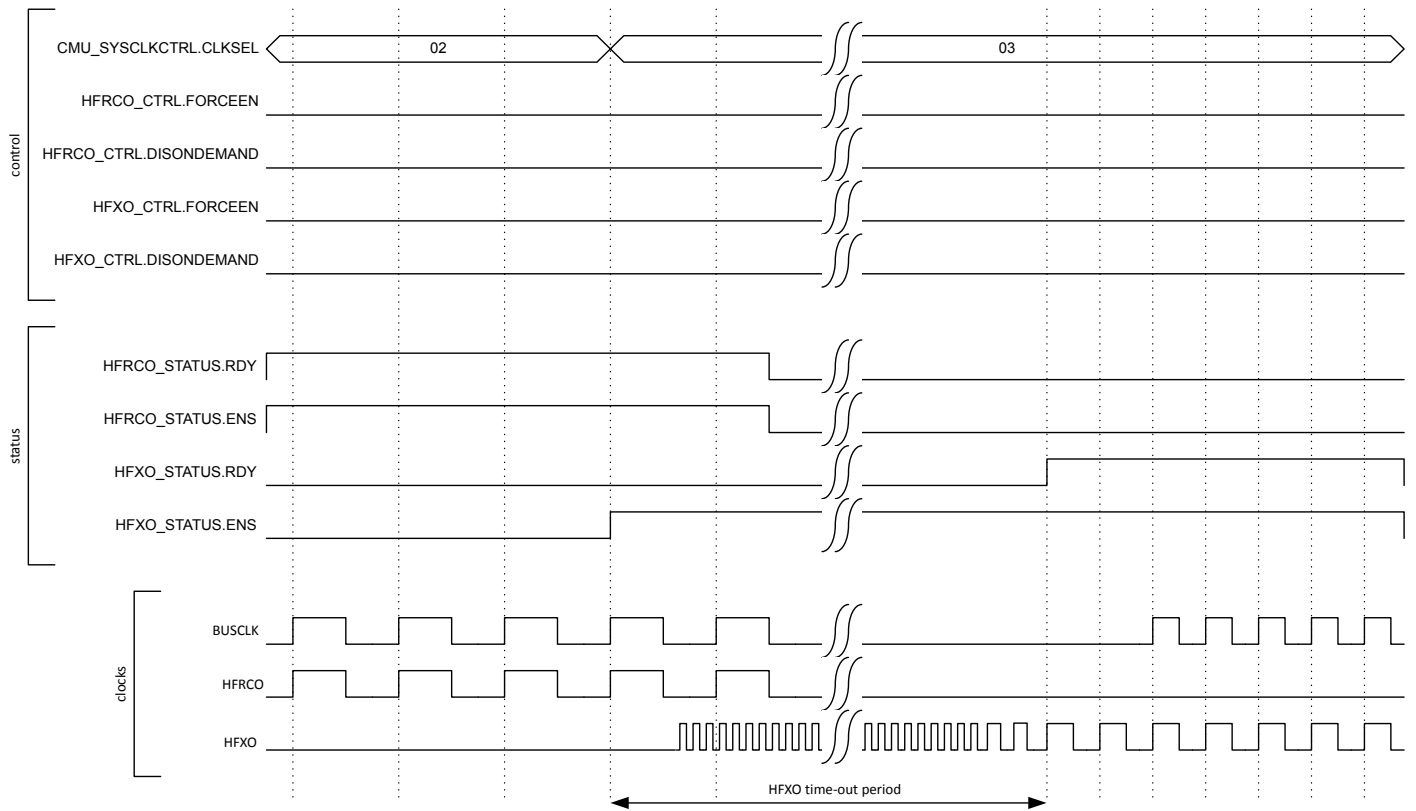 control
CMU_SYSCLKCTRL.CLKSEL
02
03
HFRCO_CTRL.FORCEEN
HFRCO_CTRL.DISONDEMAND
HFXO_CTRL.FORCEEN
HFXO_CTRL.DISONDEMAND
status
HFRCO_STATUS.RDY
HFRCO_STATUS.ENS
HFXO_STATUS.RDY
HFXO_STATUS.ENS
clocks
BUSCLK
HFRCO
HFXO
HFXO time-out period